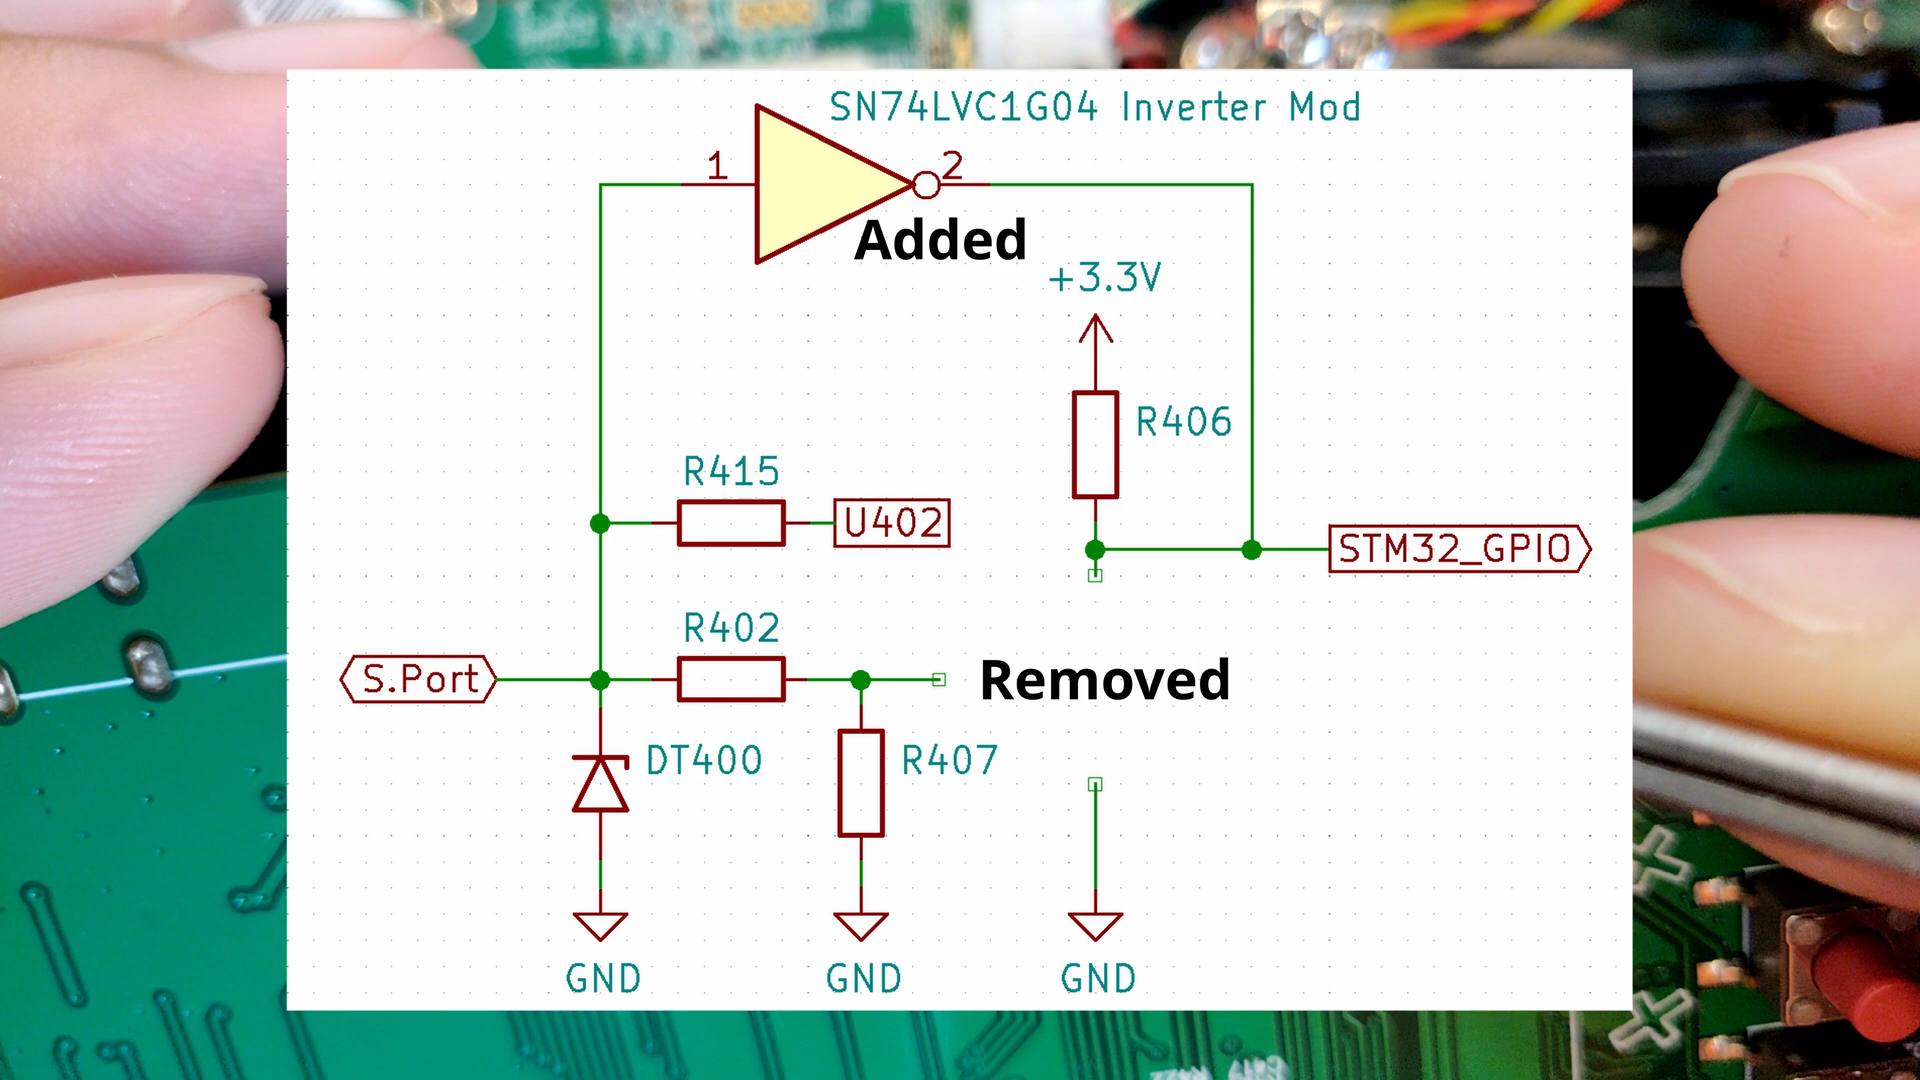 SN74LVC1G04 Inverter Mod
1
2
Added
+3.3V
R406
R415
U402
STM32_GPIO
R402
S.Port
Removed
DT400
R407
GND
GND
GND